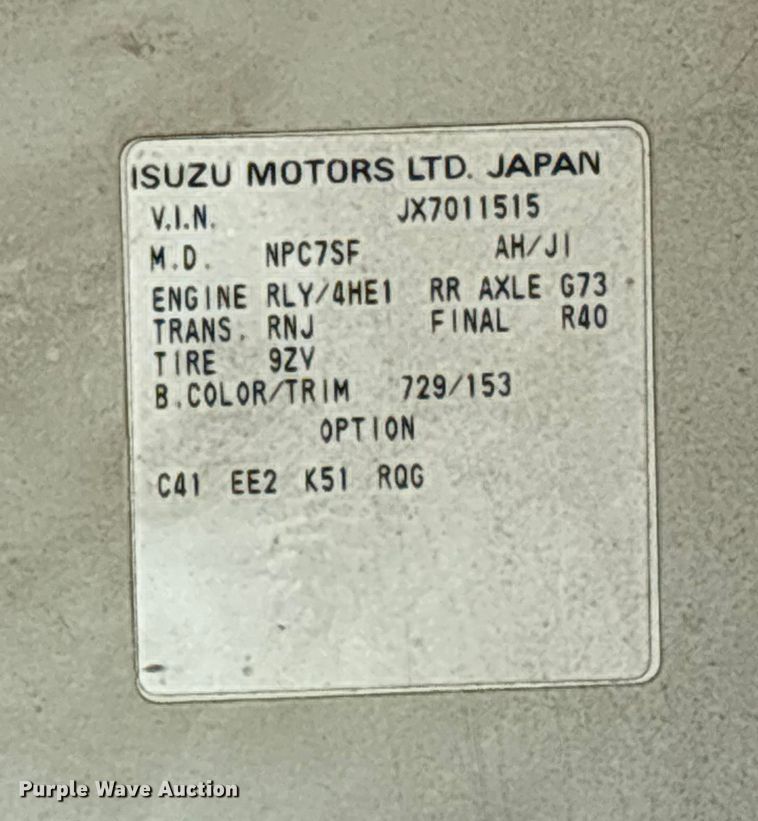 ISUZU MOTORS LTD. JAPAN
V.I.N. JX7011515
M.D. NPC7SF AH/JI
ENGINE RLY/4HE1 RR AXLE G73
TRANS. RNJ FINAL R40
TIRE 9ZY
B.COLOR/TRIM 729/153
OPTION
C41 EE2 K51 RQG
Purple Wave Auction